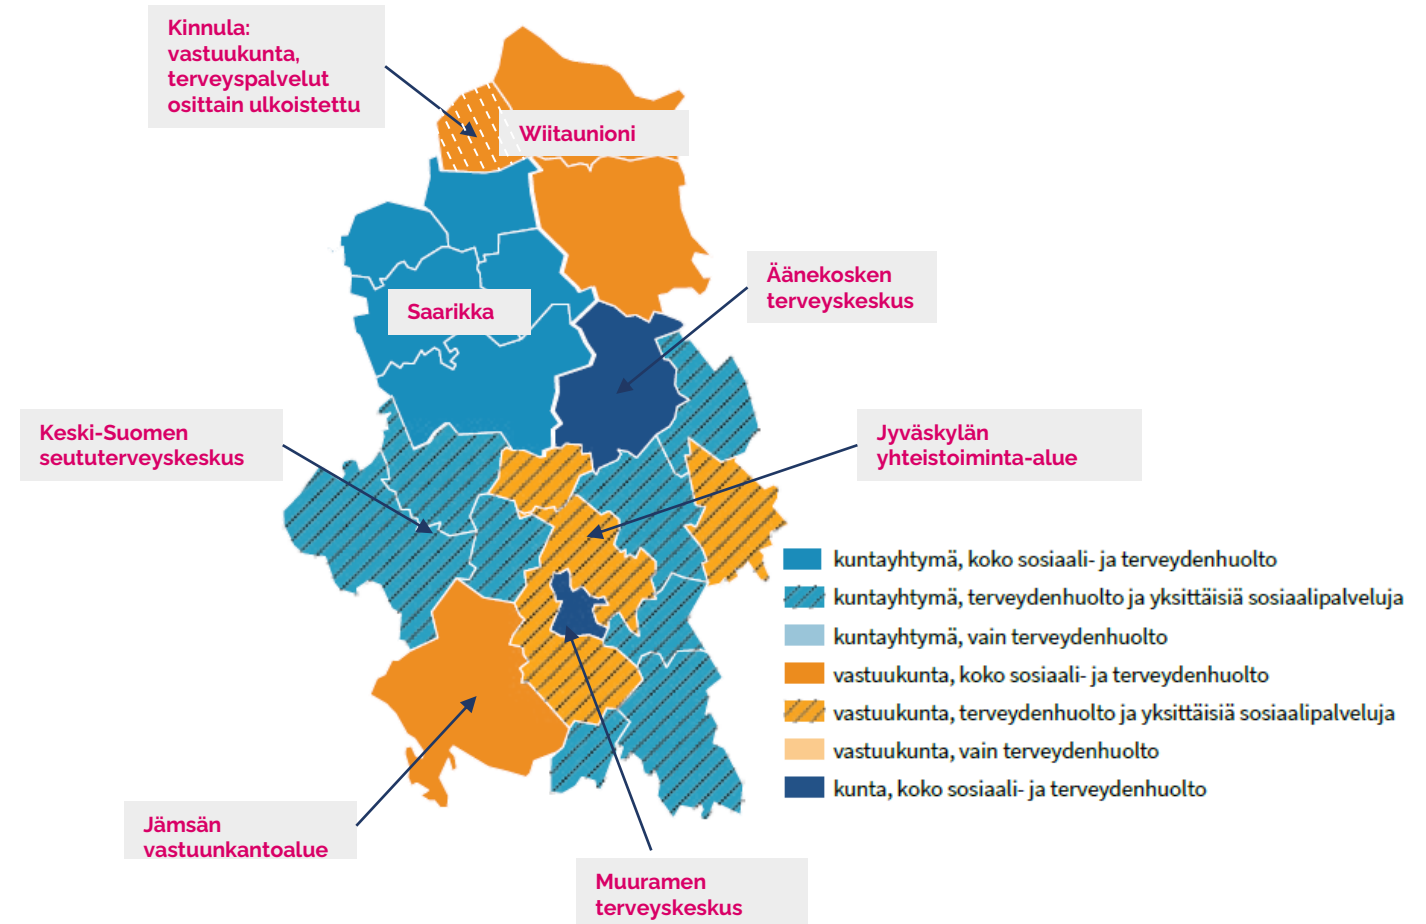 Kinnula:
vastuukunta,
terveyspalvelut
osittain ulkoistettu
Wiitaunioni
Äänekosken
terveyskeskus
Saarikka
Keski-Suomen
seututerveyskeskus
Jyväskylän
yhteistoiminta-alue
kuntayhtymä, koko sosiaali- ja terveydenhuolto
kuntayhtymä, terveydenhuolto ja yksittäisiä sosiaalipalveluja
kuntayhtymä, vain terveydenhuolto
vastuukunta, koko sosiaali- ja terveydenhuolto
vastuukunta, terveydenhuolto ja yksittäisiä sosiaalipalveluja
vastuukunta, vain terveydenhuolto
kunta, koko sosiaali- ja terveydenhuolto
Jämsän
vastuunkantoalue
Muuramen
terveyskeskus